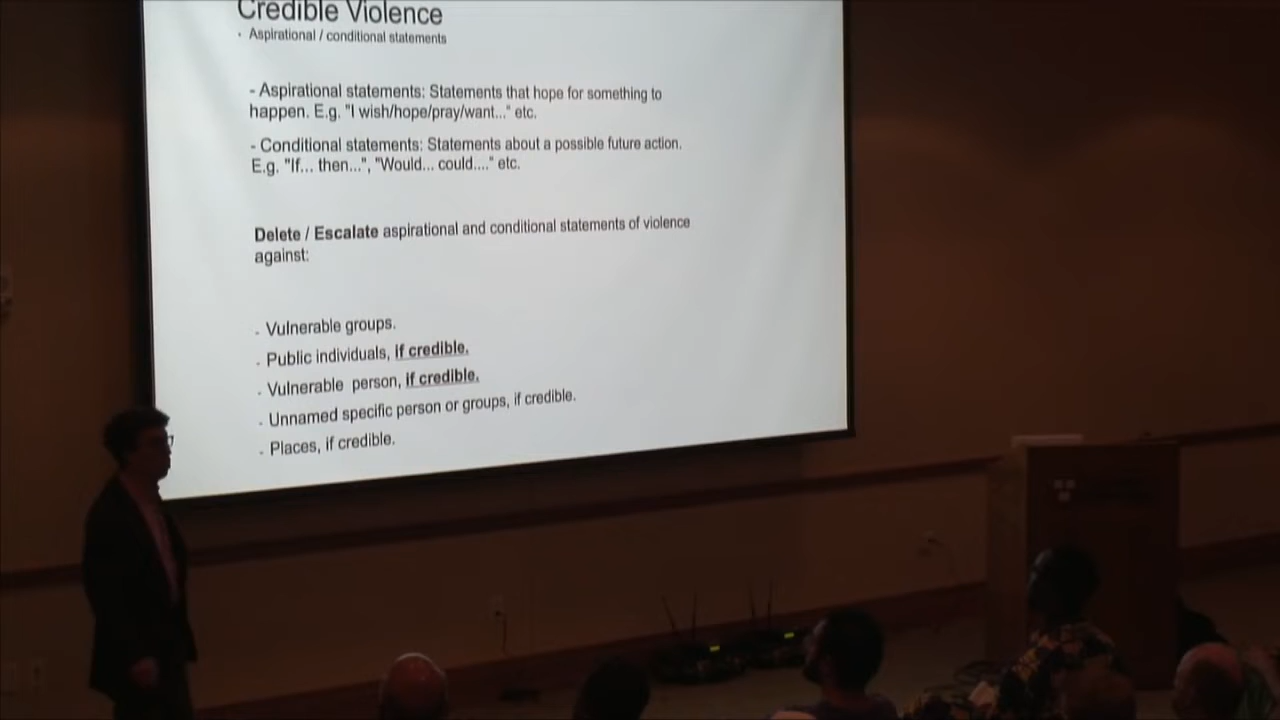 Credible Violence
· Aspirational / conditional statements
- Aspirational statements: Statements that hope for something to
happen. E.g. "I wish/hope/pray/want..." etc.
- Conditional statements: Statements about a possible future action.
E.g. "If... then...", "Would... could...." etc.
Delete / Escalate aspirational and conditional statements of violence
against:
. Vulnerable groups.
. Public individuals, if credible.
. Vulnerable person, if credible.
. Unnamed specific person or groups, if credible.
. Places, if credible.